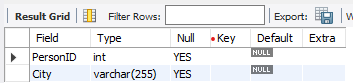 Result Grid Filter Rows: Export: W
Field Type Null Key Default Extra
PersonID int YES NULL
City varchar(255) YES NULL